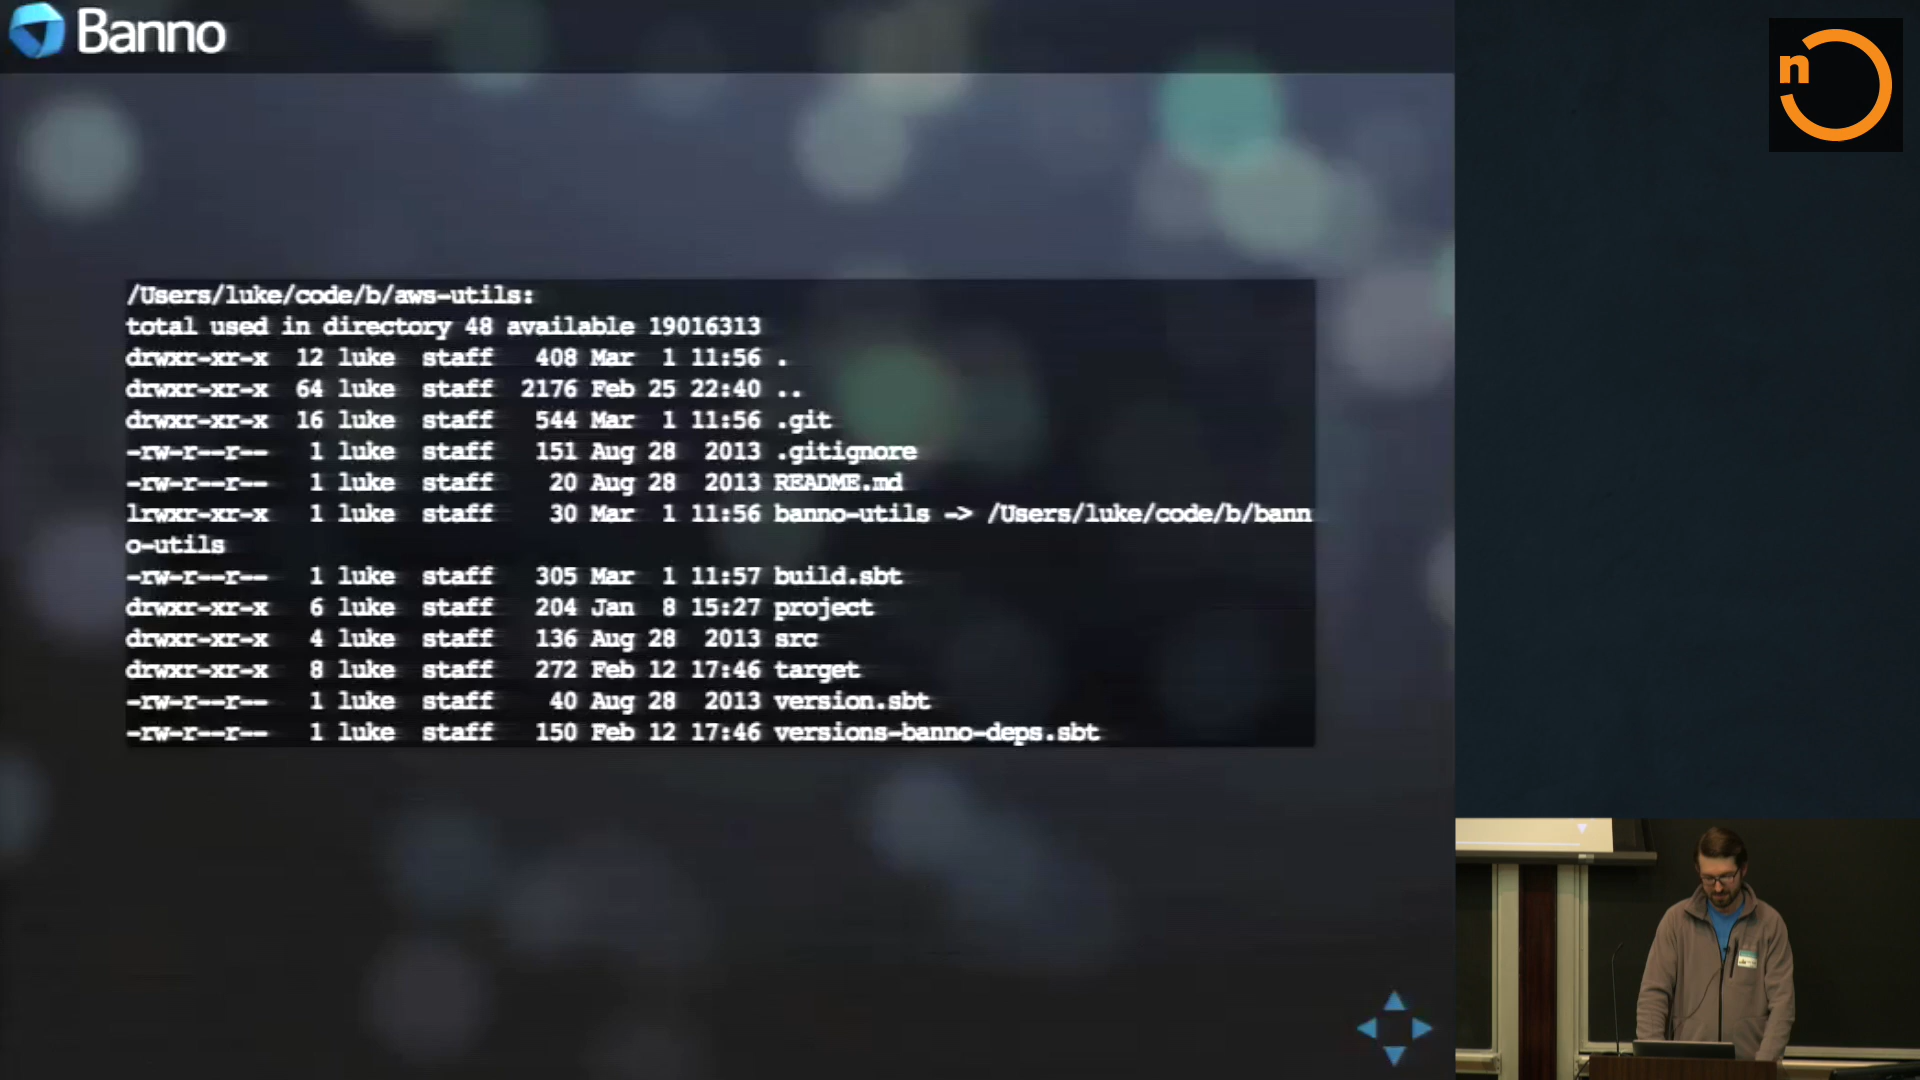 Banno
n
/Users/luke/code/b/aws-utils:
total used in directory 48 available 19016313
drwxr-xr-x  12 luke  staff   408 Mar  1 11:56 .
drwxr-xr-x  64 luke  staff  2176 Feb 25 22:40 ..
drwxr-xr-x  16 luke  staff   544 Mar  1 11:56 .git
-rw-r--r--   1 luke  staff   151 Aug 28  2013 .gitignore
-rw-r--r--   1 luke  staff    20 Aug 28  2013 README.md
lrwxr-xr-x   1 luke  staff    30 Mar  1 11:56 banno-utils -> /Users/luke/code/b/bann
o-utils
-rw-r--r--   1 luke  staff   305 Mar  1 11:57 build.sbt
drwxr-xr-x   6 luke  staff   204 Jan  8 15:27 project
drwxr-xr-x   4 luke  staff   136 Aug 28  2013 src
drwxr-xr-x   8 luke  staff   272 Feb 12 17:46 target
-rw-r--r--   1 luke  staff    40 Aug 28  2013 version.sbt
-rw-r--r--   1 luke  staff   150 Feb 12 17:46 versions-banno-deps.sbt